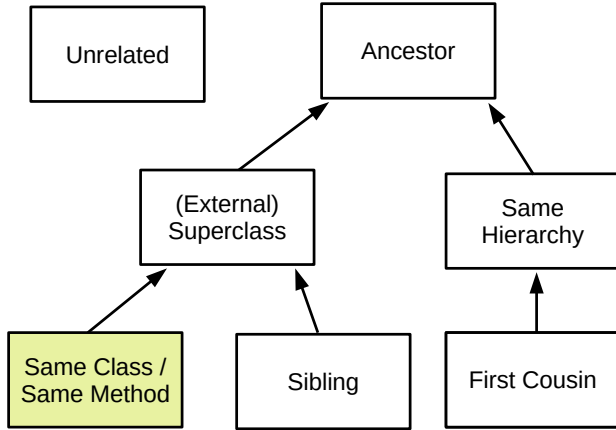 Unrelated
Ancestor
(External)
Superclass
Same
Hierarchy
Same Class /
Same Method
Sibling
First Cousin